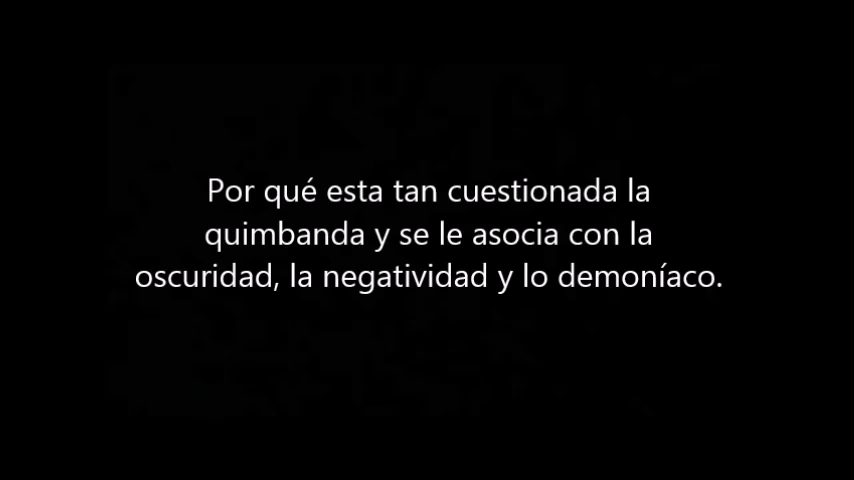 Por qué esta tan cuestionada la
quimbanda y se le asocia con la
oscuridad, la negatividad y lo demoníaco.